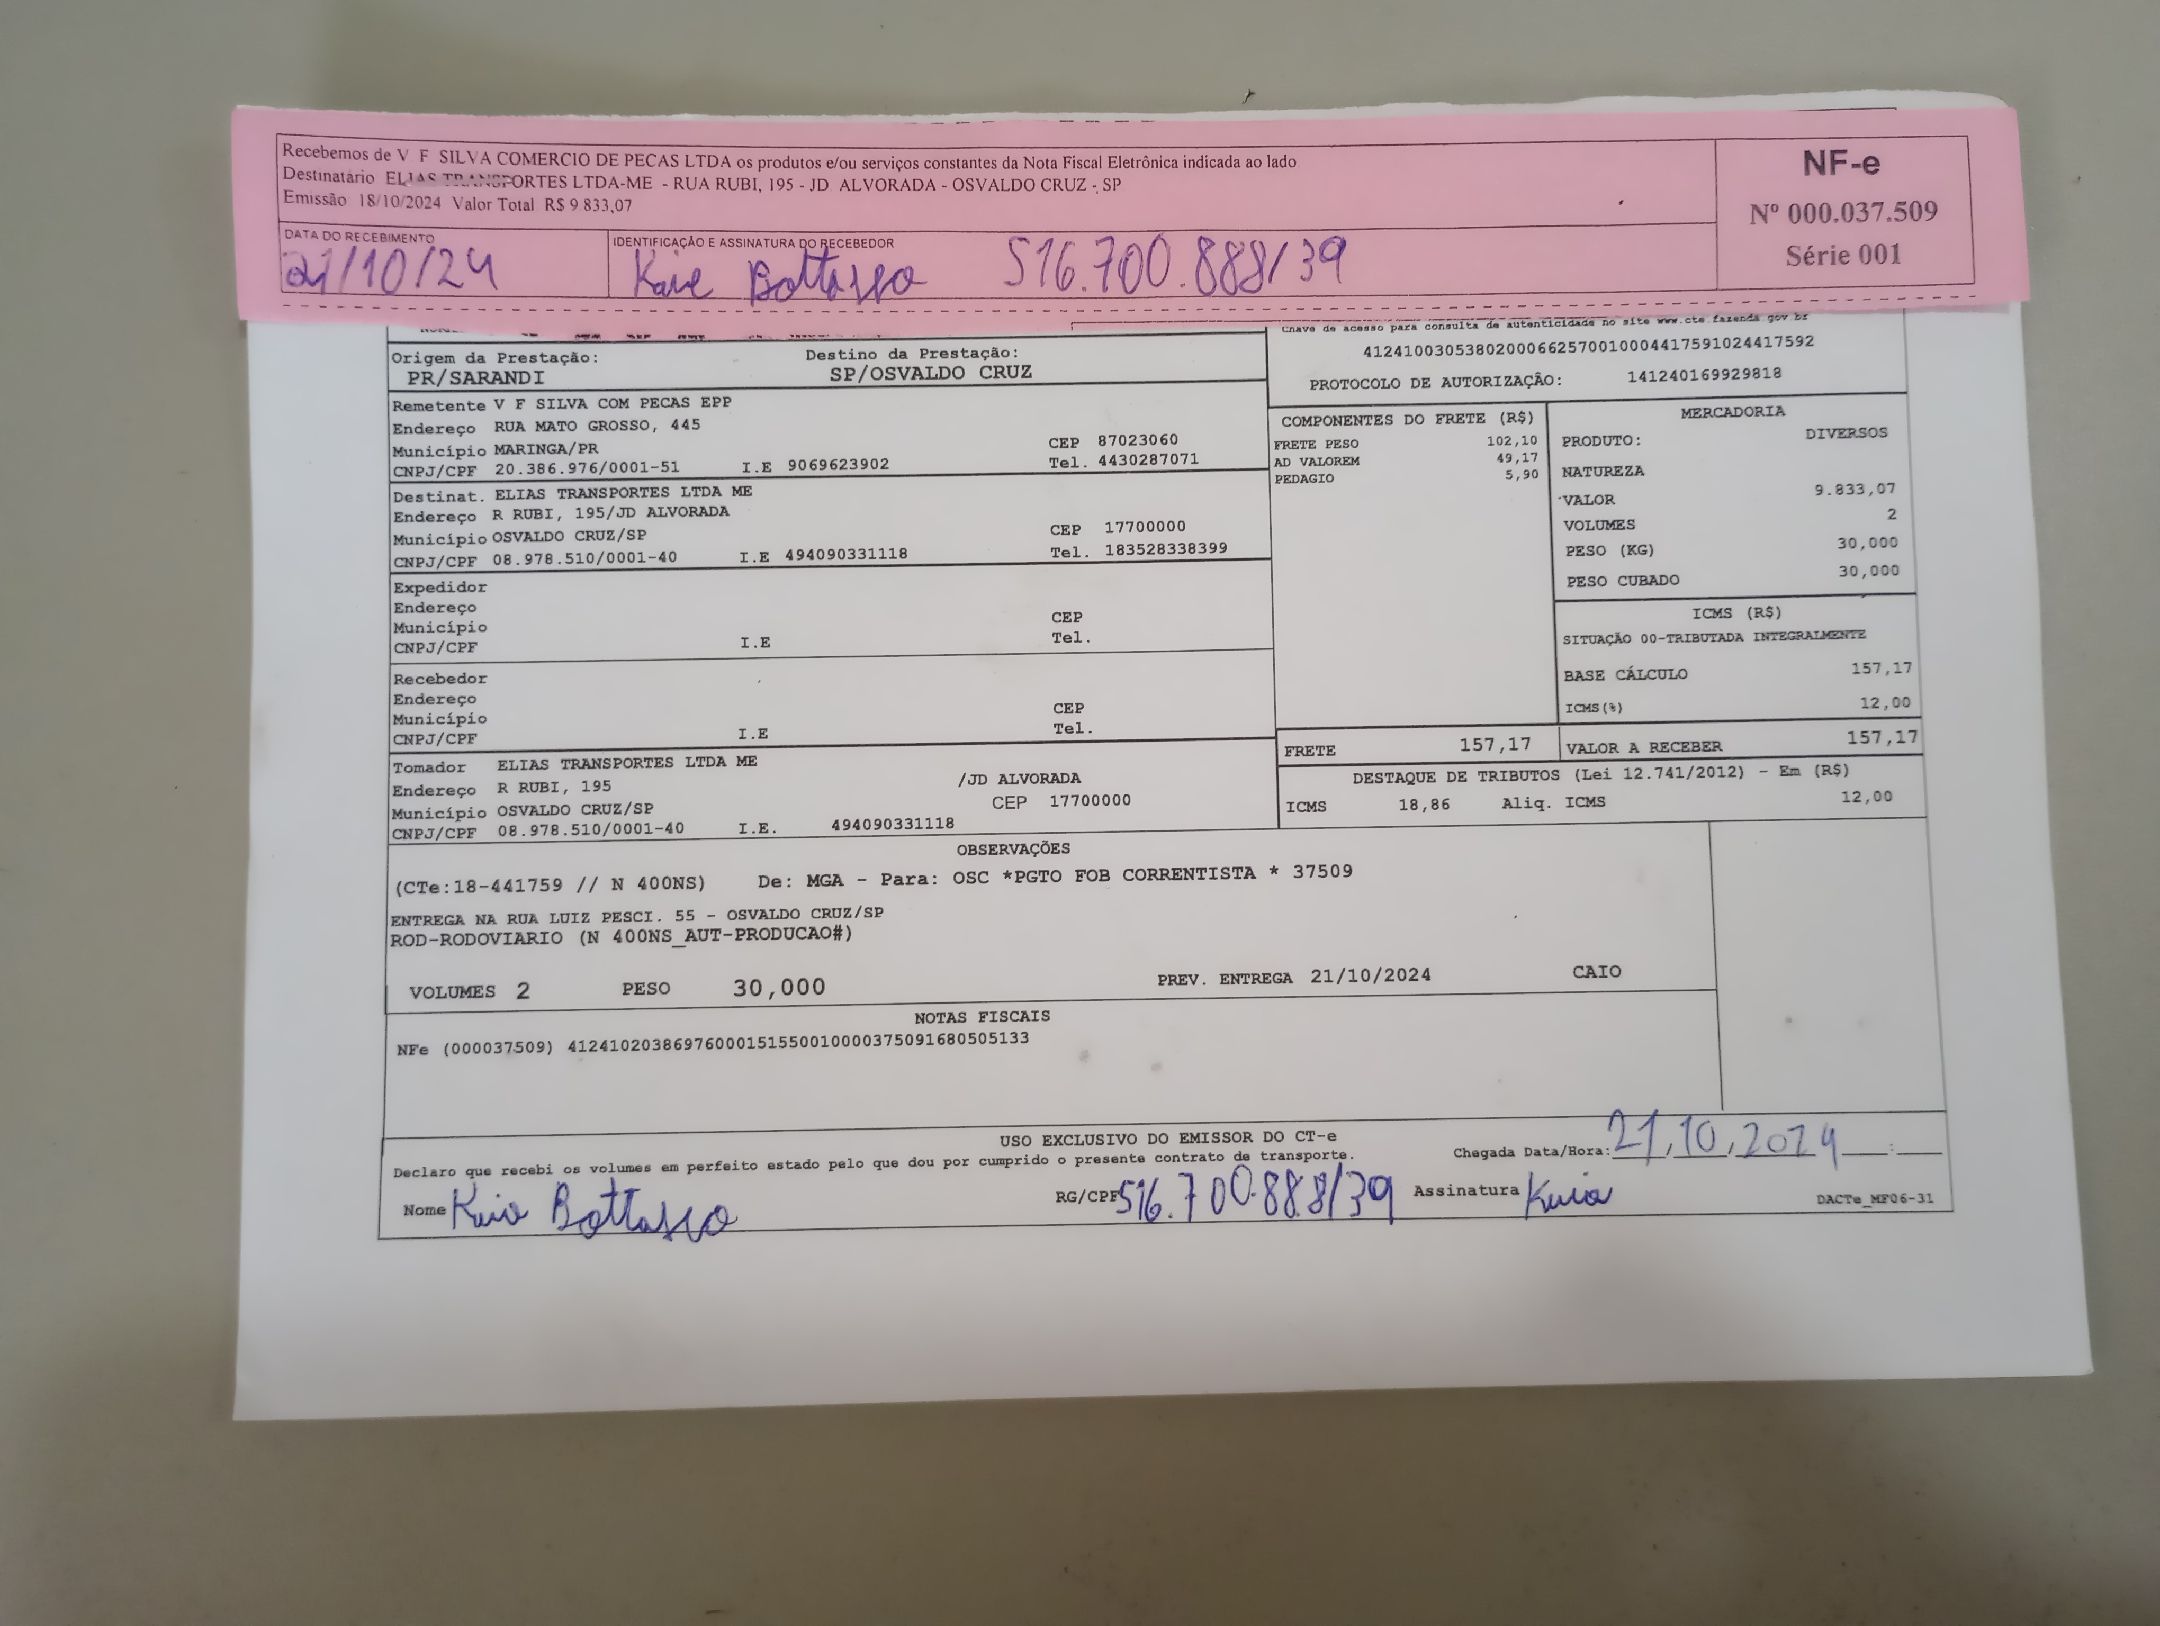 Recebemos de V F SILVA COMERCIO DE PECAS LTDA os produtos e/ou serviços constantes da Nota Fiscal Eletrônica indicada ao lado
Destinatário ELIAS TRANSPORTES LTDA-ME - RUA RUBI, 195 - JD ALVORADA - OSVALDO CRUZ - SP
Emissão 18/10/2024 Valor Total R$ 9 833,07
NF-e
Nº 000.037.509
Série 001
DATA DO RECEBIMENTO
21/10/24
IDENTIFICAÇÃO E ASSINATURA DO RECEBEDOR
Kaio Bottasso 516.700.888/39
Chave de acesso para consulta de autenticidade no site www.cte.fazenda gov br
41241003053802000662570010004417591024417592
PROTOCOLO DE AUTORIZAÇÃO: 141240169929818
Origem da Prestação: Destino da Prestação:
PR/SARANDI SP/OSVALDO CRUZ
Remetente V F SILVA COM PECAS EPP
Endereço RUA MATO GROSSO, 445
Município MARINGA/PR CEP 87023060
CNPJ/CPF 20.386.976/0001-51 I.E 9069623902 Tel. 4430287071
Destinat. ELIAS TRANSPORTES LTDA ME
Endereço R RUBI, 195/JD ALVORADA
Município OSVALDO CRUZ/SP CEP 17700000
CNPJ/CPF 08.978.510/0001-40 I.E 494090331118 Tel. 183528338399
Expedidor
Endereço
Município CEP
CNPJ/CPF I.E Tel.
Recebedor
Endereço
Município CEP
CNPJ/CPF I.E Tel.
Tomador ELIAS TRANSPORTES LTDA ME
Endereço R RUBI, 195 /JD ALVORADA
Município OSVALDO CRUZ/SP CEP 17700000
CNPJ/CPF 08.978.510/0001-40 I.E. 494090331118
COMPONENTES DO FRETE (R$)
FRETE PESO 102,10
AD VALOREM 49,17
PEDAGIO 5,90
MERCADORIA
PRODUTO: DIVERSOS
NATUREZA
VALOR 9.833,07
VOLUMES 2
PESO (KG) 30,000
PESO CUBADO 30,000
ICMS (R$)
SITUAÇÃO 00-TRIBUTADA INTEGRALMENTE
BASE CÁLCULO 157,17
ICMS(%) 12,00
FRETE 157,17 VALOR A RECEBER 157,17
DESTAQUE DE TRIBUTOS (Lei 12.741/2012) - Em (R$)
ICMS 18,86 Aliq. ICMS 12,00
OBSERVAÇÕES
(CTe:18-441759 // N 400NS) De: MGA - Para: OSC *PGTO FOB CORRENTISTA * 37509
ENTREGA NA RUA LUIZ PESCI. 55 - OSVALDO CRUZ/SP
ROD-RODOVIARIO (N 400NS_AUT-PRODUCAO#)
VOLUMES 2 PESO 30,000 PREV. ENTREGA 21/10/2024 CAIO
NOTAS FISCAIS
NFe (000037509) 41241020386976000151550010000375091680505133
USO EXCLUSIVO DO EMISSOR DO CT-e
Declaro que recebi os volumes em perfeito estado pelo que dou por cumprido o presente contrato de transporte.
Chegada Data/Hora: 21/10/2024 :
Nome Kaio Bottasso RG/CPF 516.700.888/39 Assinatura Kaio
DACTe_MF06-31